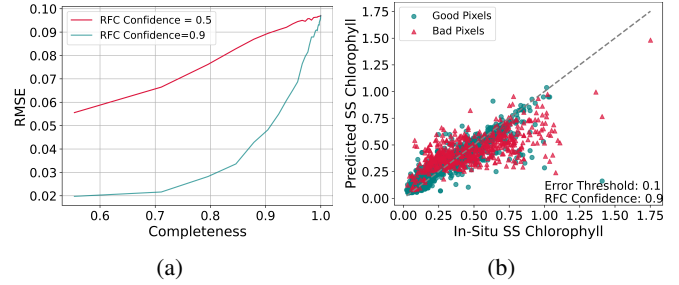 0.10
0.09
0.08
0.07
0.06
0.05
0.04
0.03
0.02
RMSE
RFC Confidence = 0.5
RFC Confidence=0.9
0.6
0.7
0.8
0.9
1.0
Completeness
(a)
1.75
1.50
1.25
1.00
0.75
0.50
0.25
0.00
Predicted SS Chlorophyll
Good Pixels
Bad Pixels
Error Threshold: 0.1
RFC Confidence: 0.9
0.00
0.25
0.50
0.75
1.00
1.25
1.50
1.75
In-Situ SS Chlorophyll
(b)